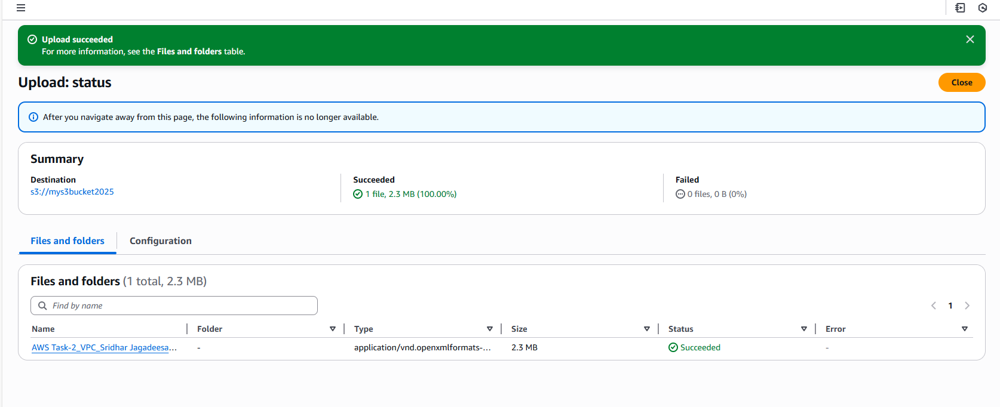 Upload succeeded
For more information, see the Files and folders table.
Upload: status
Close
After you navigate away from this page, the following information is no longer available.
Summary
Destination
s3://mys3bucket2025
Succeeded
1 file, 2.3 MB (100.00%)
Failed
0 files, 0 B (0%)
Files and folders
Configuration
Files and folders (1 total, 2.3 MB)
Find by name
1
Name Folder Type Size Status Error
AWS Task-2_VPC_Sridhar Jagadeesa... - application/vnd.openxmlformats-... 2.3 MB Succeeded -